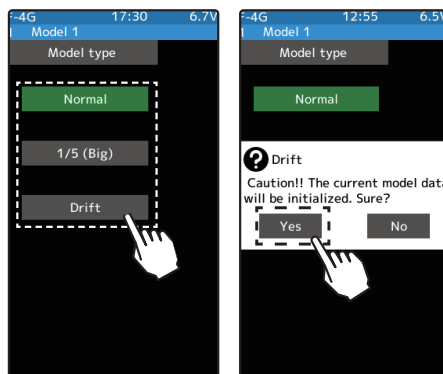 -4G 17:30 6.7V
Model 1
Model type
Normal
1/5 (Big)
Drift
-4G 12:55 6.5V
Model 1
Model type
Normal
? Drift
Caution!! The current model data
will be initialized. Sure?
Yes No